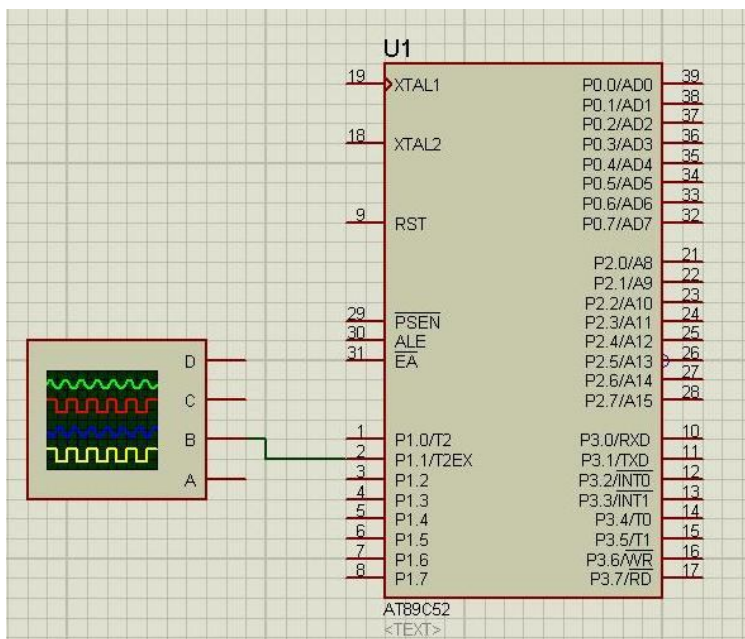 U1
19 XTAL1 P0.0/AD0 39
P0.1/AD1 38
P0.2/AD2 37
18 XTAL2 P0.3/AD3 36
P0.4/AD4 35
P0.5/AD5 34
P0.6/AD6 33
9 RST P0.7/AD7 32
P2.0/A8 21
P2.1/A9 22
P2.2/A10 23
29 PSEN P2.3/A11 24
30 ALE P2.4/A12 25
31 EA P2.5/A13 26
P2.6/A14 27
P2.7/A15 28
1 P1.0/T2 P3.0/RXD 10
2 P1.1/T2EX P3.1/TXD 11
3 P1.2 P3.2/INT0 12
4 P1.3 P3.3/INT1 13
5 P1.4 P3.4/T0 14
6 P1.5 P3.5/T1 15
7 P1.6 P3.6/WR 16
8 P1.7 P3.7/RD 17
AT89C52
<TEXT>
D
C
B
A